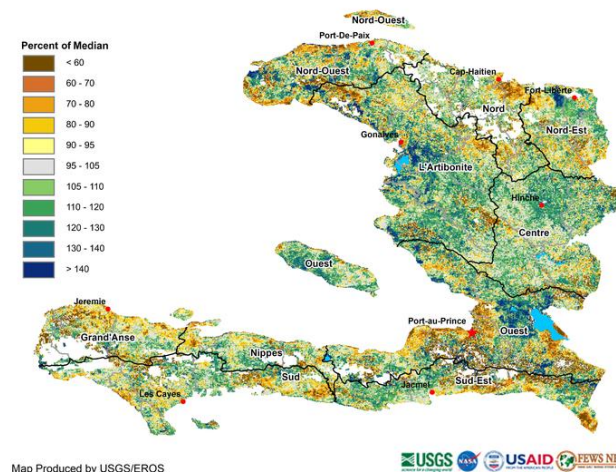 Nord-Ouest
Port-De-Paix
Percent of Median
< 60
60 - 70
70 - 80
80 - 90
90 - 95
95 - 105
105 - 110
110 - 120
120 - 130
130 - 140
> 140
Nord-Ouest
Cap-Haitien
Nord
Fort-Liberte
Nord-Est
Gonaives
L'Artibonite
Hinche
Centre
Ouest
Jeremie
Grand'Anse
Port-au-Prince
Ouest
Nippes
Sud
Jacmel
Sud-Est
Les Cayes
Map Produced by USGS/EROS
USGS
NASA
USAID
FEWS NE